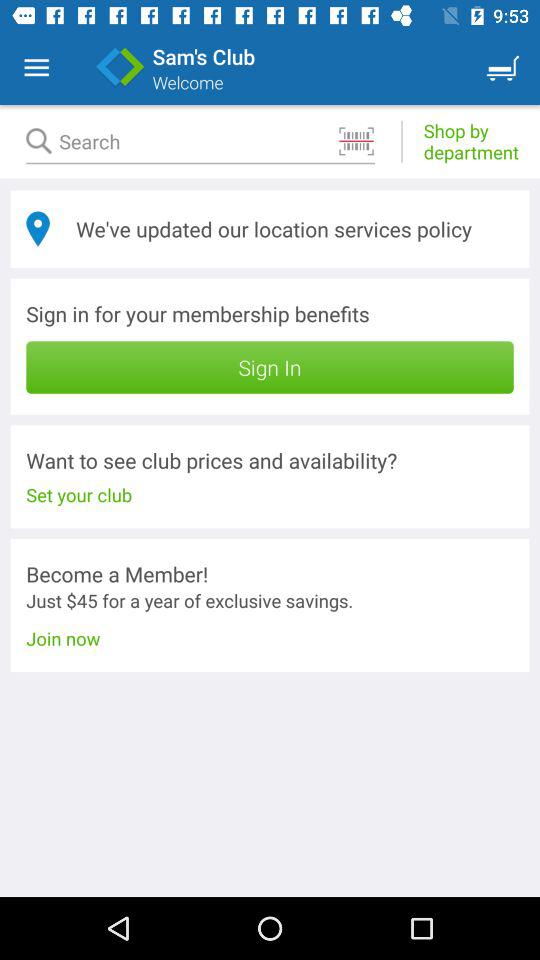 9:53
Sam's Club
Welcome
Search
Shop by
department
We've updated our location services policy
Sign in for your membership benefits
Sign In
Want to see club prices and availability?
Set your club
Become a Member!
Just $45 for a year of exclusive savings.
Join now